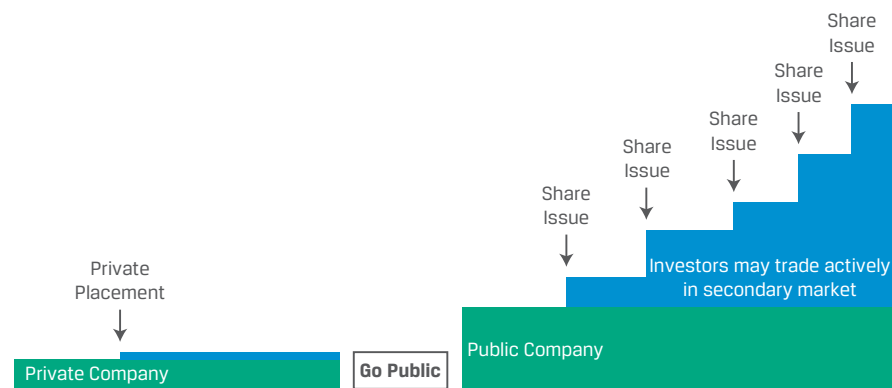 Private
Placement
Private Company
Go Public
Share
Issue
Share
Issue
Share
Issue
Share
Issue
Share
Issue
Investors may trade actively
in secondary market
Public Company